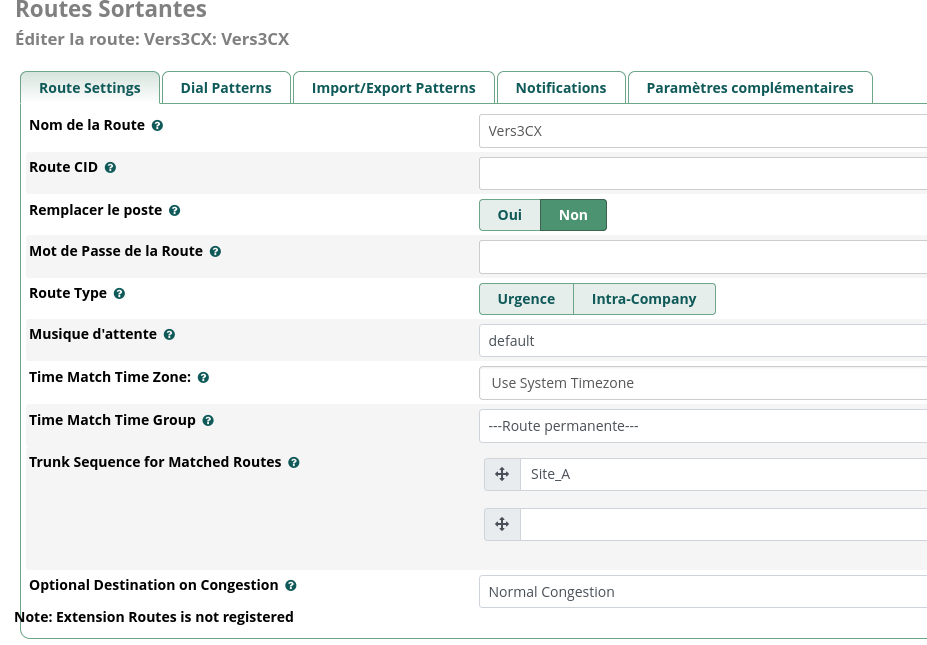 Routes Sortantes
Éditer la route: Vers3CX: Vers3CX
Route Settings
Dial Patterns
Import/Export Patterns
Notifications
Paramètres complémentaires
Nom de la Route
Vers3CX
Route CID
Remplacer le poste
Oui
Non
Mot de Passe de la Route
Route Type
Urgence
Intra-Company
Musique d'attente
default
Time Match Time Zone:
Use System Timezone
Time Match Time Group
---Route permanente---
Trunk Sequence for Matched Routes
Site_A
Optional Destination on Congestion
Normal Congestion
Note: Extension Routes is not registered